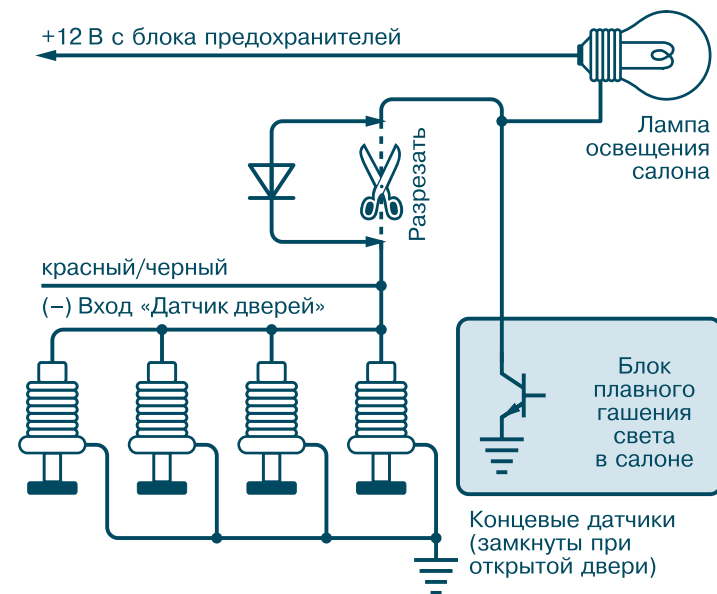 +12 В с блока предохранителей
Лампа
освещения
салона
Разрезать
красный/черный
(–) Вход «Датчик дверей»
Блок
плавного
гашения
света
в салоне
Концевые датчики
(замкнуты при
открытой двери)